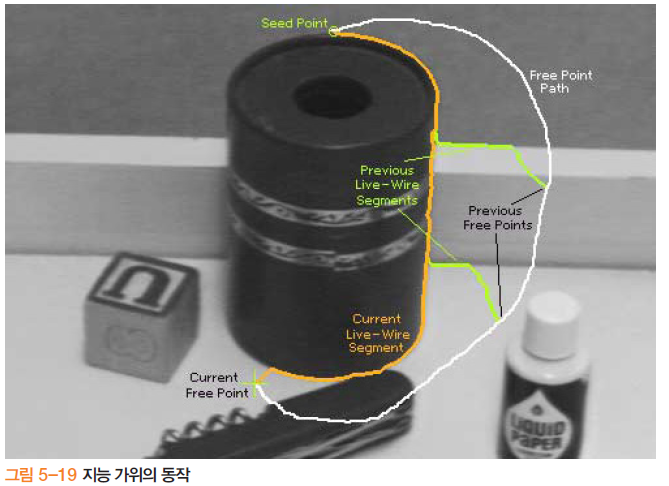 Seed Point
Free Point
Path
Previous
Live-Wire
Segments
Previous
Free Points
Current
Live-Wire
Segment
Current
Free Point
LIQUID
PAPER
그림 5-19 지능 가위의 동작